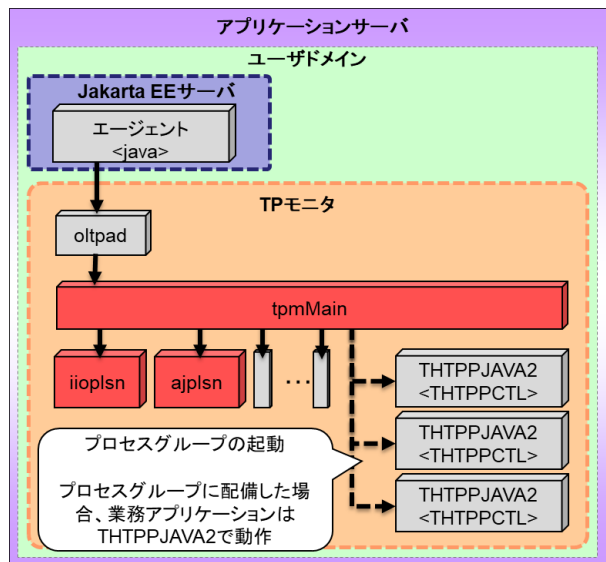 アプリケーションサーバ
ユーザドメイン
Jakarta EEサーバ
エージェント
<java>
TPモニタ
oltpad
tpmMain
iioplsn
ajplsn
…
THTPPJAVA2
<THTPPCTL>
THTPPJAVA2
<THTPPCTL>
THTPPJAVA2
<THTPPCTL>
プロセスグループの起動
プロセスグループに配備した場
合、業務アプリケーションは
THTPPJAVA2で動作